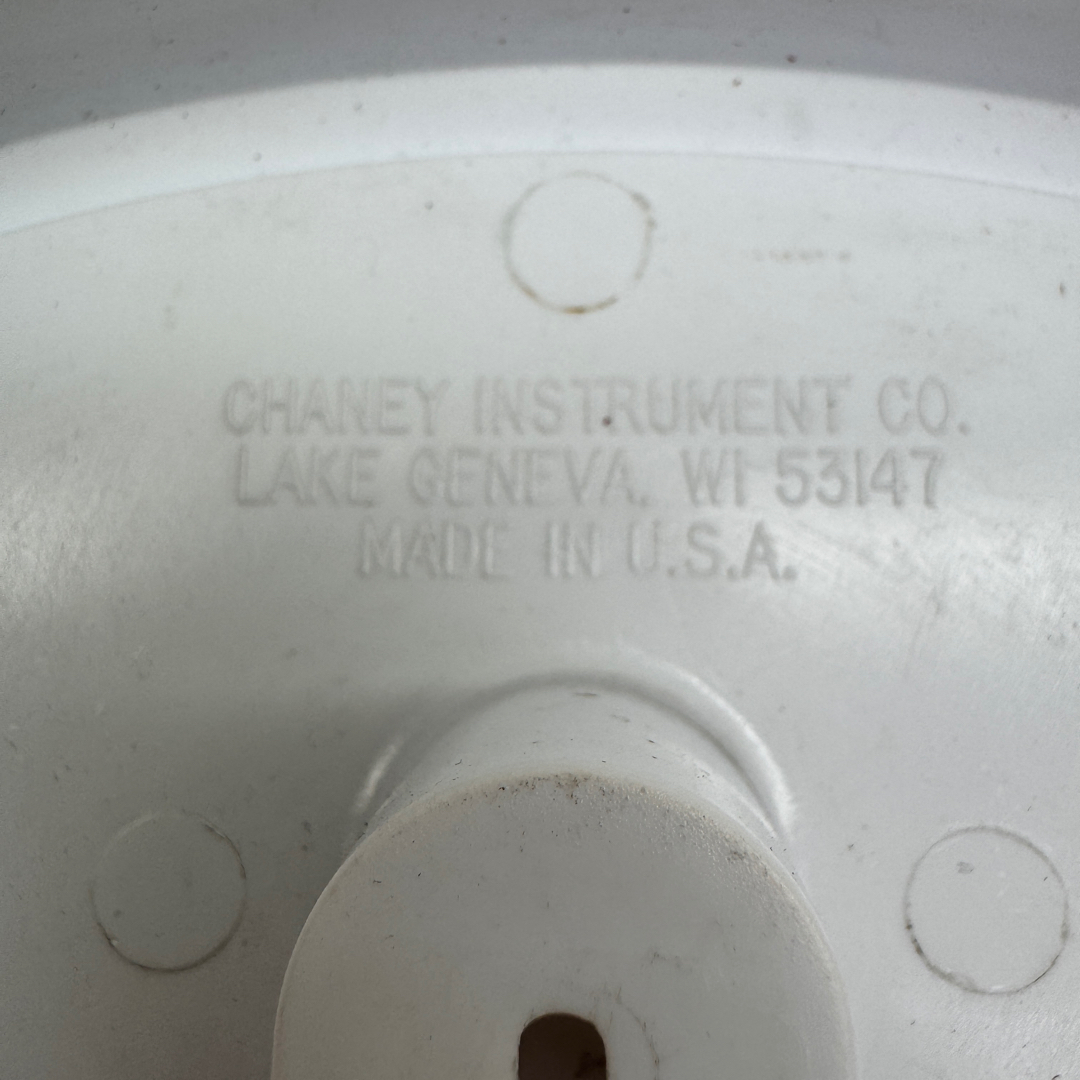 CHANEY INSTRUMENT CO.
LAKE GENEVA, WI 53147
MADE IN U.S.A.